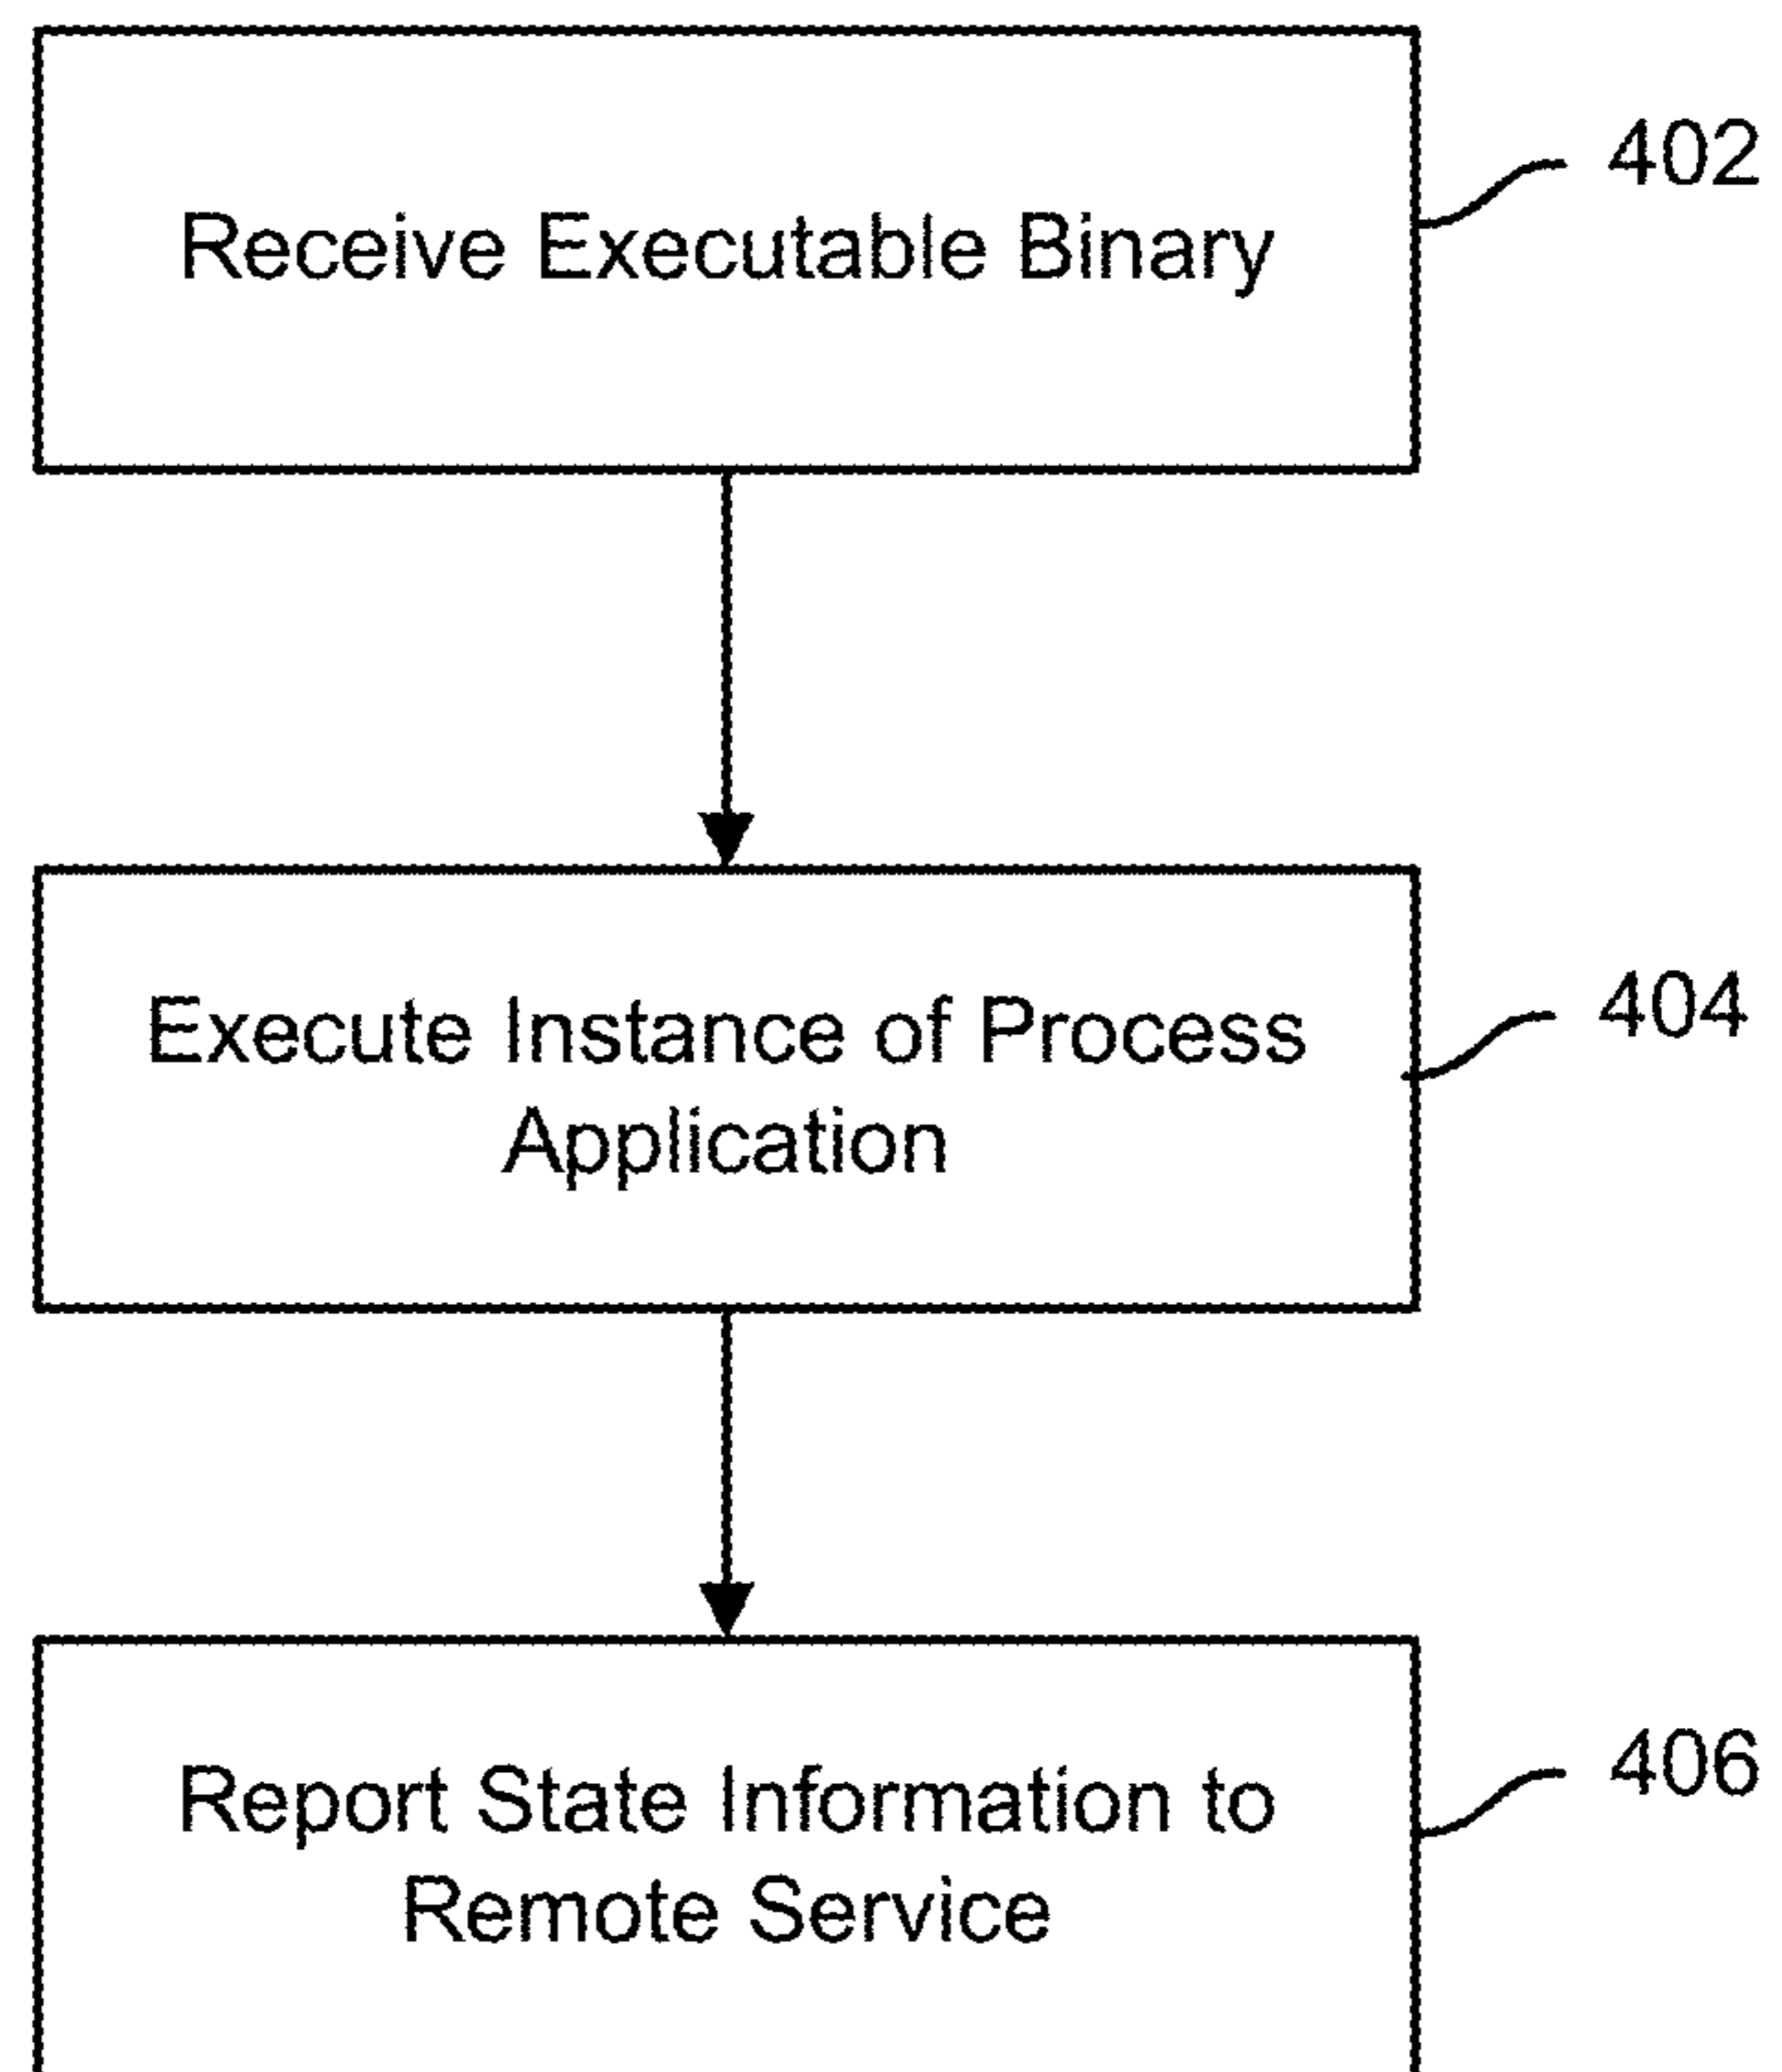 402
Receive Executable Binary
404
Execute Instance of Process
Application
406
Report State Information to
Remote Service